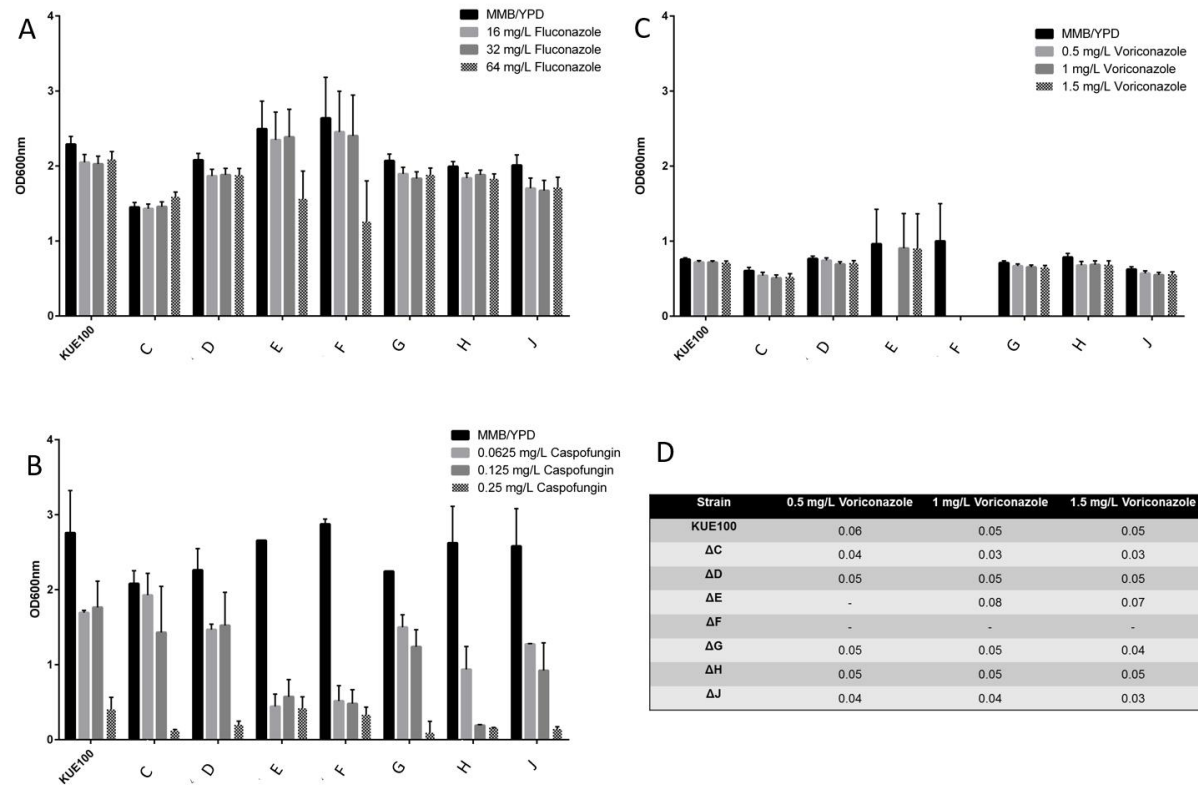 A
4
3
2
1
0
OD600nm
MMB/YPD
16 mg/L Fluconazole
32 mg/L Fluconazole
64 mg/L Fluconazole
KUE100 C D E F G H J
C
4
3
2
1
0
OD600nm
MMB/YPD
0.5 mg/L Voriconazole
1 mg/L Voriconazole
1.5 mg/L Voriconazole
KUE100 C D E F G H J
B
4
3
2
1
0
OD600nm
MMB/YPD
0.0625 mg/L Caspofungin
0.125 mg/L Caspofungin
0.25 mg/L Caspofungin
KUE100 C D E F G H J
D
Strain 0.5 mg/L Voriconazole 1 mg/L Voriconazole 1.5 mg/L Voriconazole
KUE100 0.06 0.05 0.05
ΔC 0.04 0.03 0.03
ΔD 0.05 0.05 0.05
ΔE - 0.08 0.07
ΔF - - -
ΔG 0.05 0.05 0.04
ΔH 0.05 0.05 0.05
ΔJ 0.04 0.04 0.03